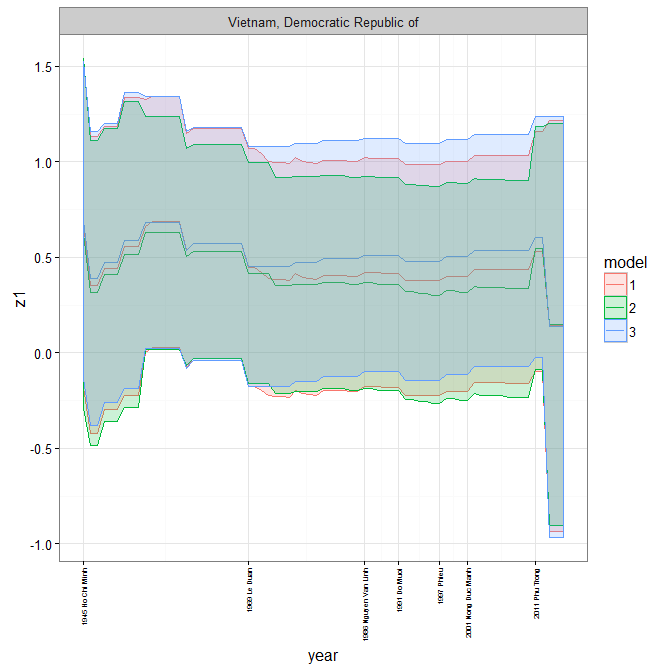 Vietnam, Democratic Republic of
1.5
1.0
0.5
0.0
-0.5
-1.0
z1
1945 Ho Chi Minh
1969 Le Duan
1986 Nguyen Van Linh
1991 Do Muoi
1997 Phieu
2001 Nong Duc Manh
2011 Phu Trong
year
model
1
2
3